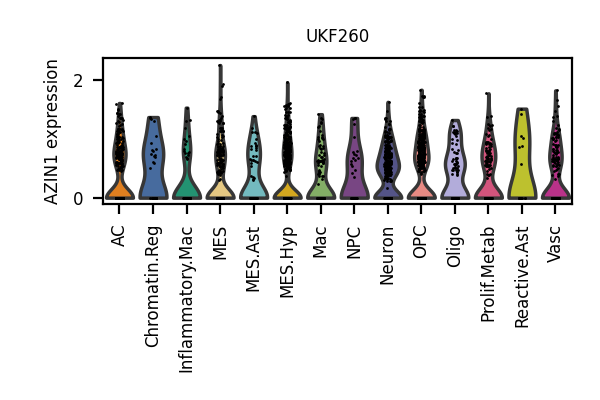 UKF260
AZIN1 expression
2
0
AC
Chromatin.Reg
Inflammatory.Mac
MES
MES.Ast
MES.Hyp
Mac
NPC
Neuron
OPC
Oligo
Prolif.Metab
Reactive.Ast
Vasc